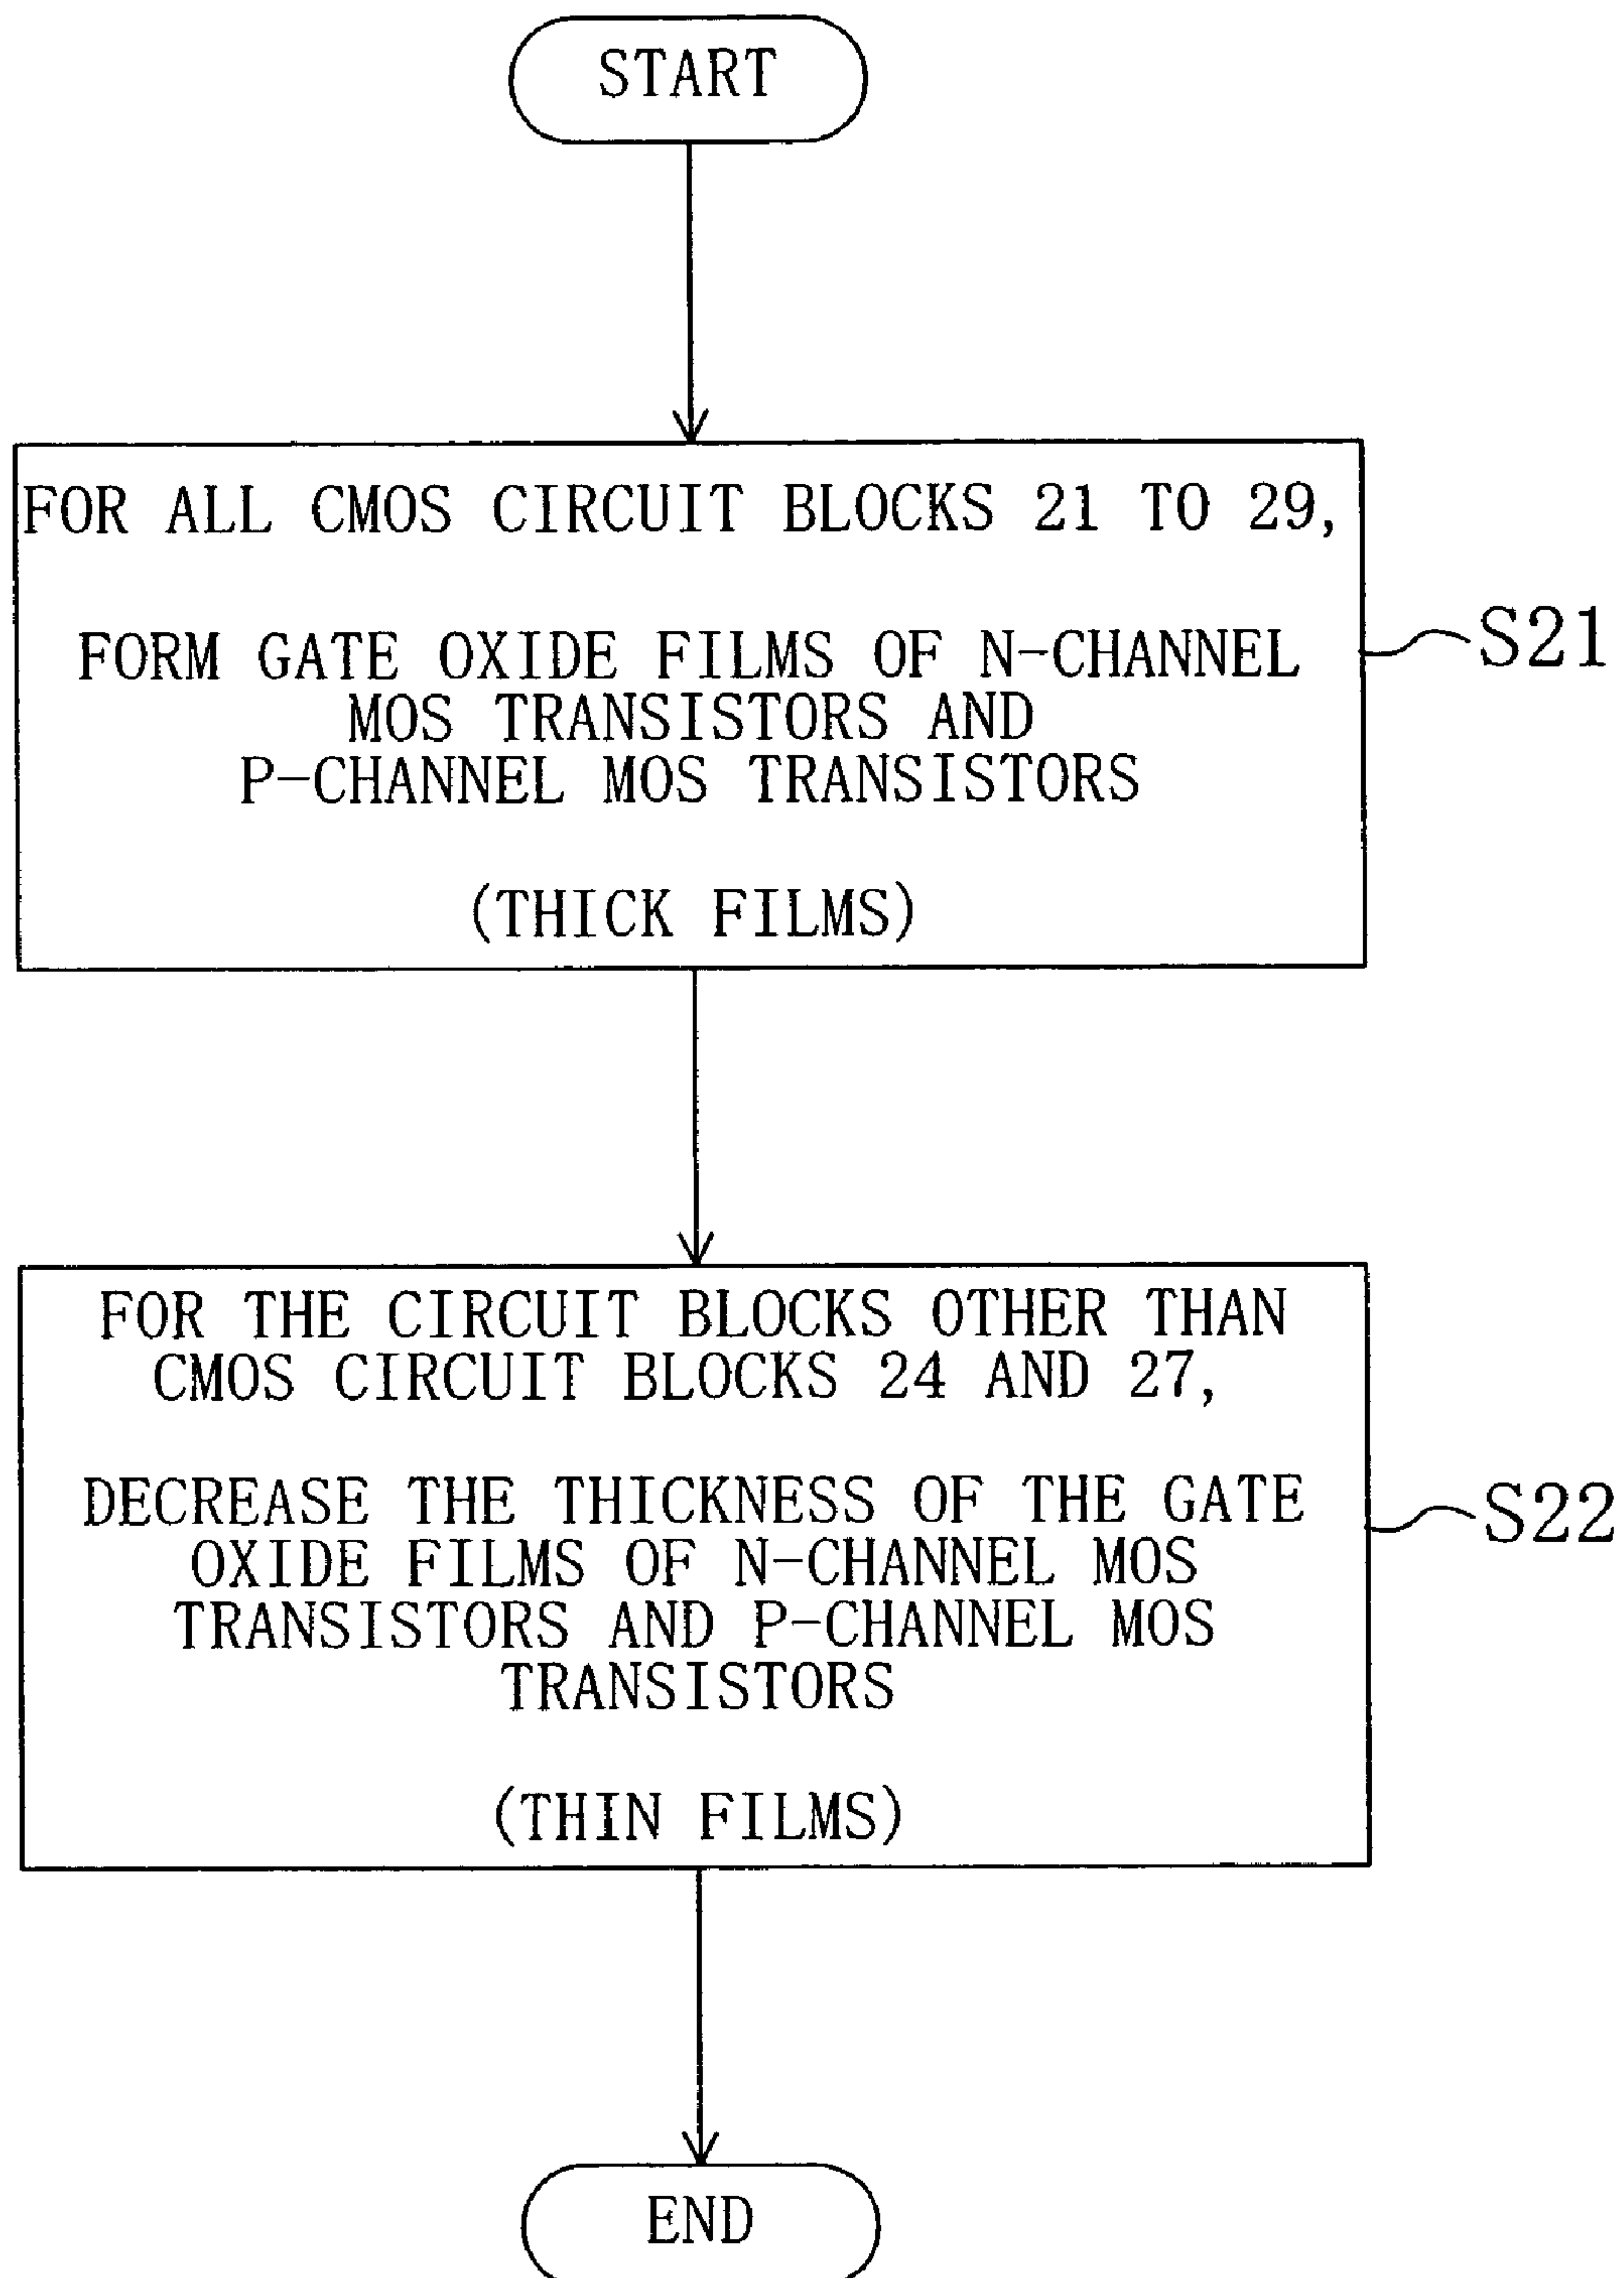 START
FOR ALL CMOS CIRCUIT BLOCKS 21 TO 29,
FORM GATE OXIDE FILMS OF N-CHANNEL
MOS TRANSISTORS AND
P-CHANNEL MOS TRANSISTORS
(THICK FILMS)
S21
FOR THE CIRCUIT BLOCKS OTHER THAN
CMOS CIRCUIT BLOCKS 24 AND 27,
DECREASE THE THICKNESS OF THE GATE
OXIDE FILMS OF N-CHANNEL MOS
TRANSISTORS AND P-CHANNEL MOS
TRANSISTORS
(THIN FILMS)
S22
END